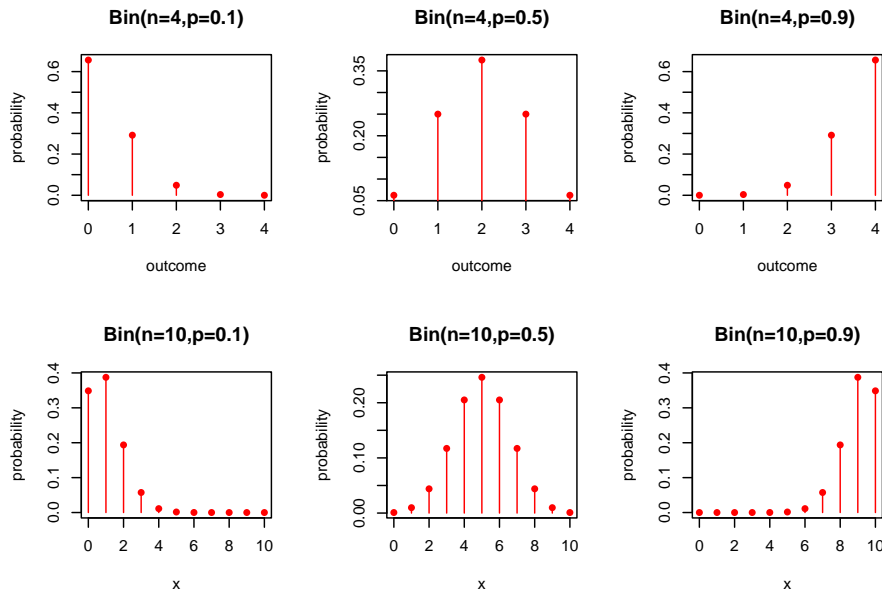 Bin(n=4,p=0.1)
probability
0.0 0.2 0.4 0.6
0 1 2 3 4
outcome
Bin(n=4,p=0.5)
probability
0.05 0.20 0.35
0 1 2 3 4
outcome
Bin(n=4,p=0.9)
probability
0.0 0.2 0.4 0.6
0 1 2 3 4
outcome
Bin(n=10,p=0.1)
probability
0.0 0.1 0.2 0.3 0.4
0 2 4 6 8 10
x
Bin(n=10,p=0.5)
probability
0.00 0.10 0.20
0 2 4 6 8 10
x
Bin(n=10,p=0.9)
probability
0.0 0.1 0.2 0.3 0.4
0 2 4 6 8 10
x